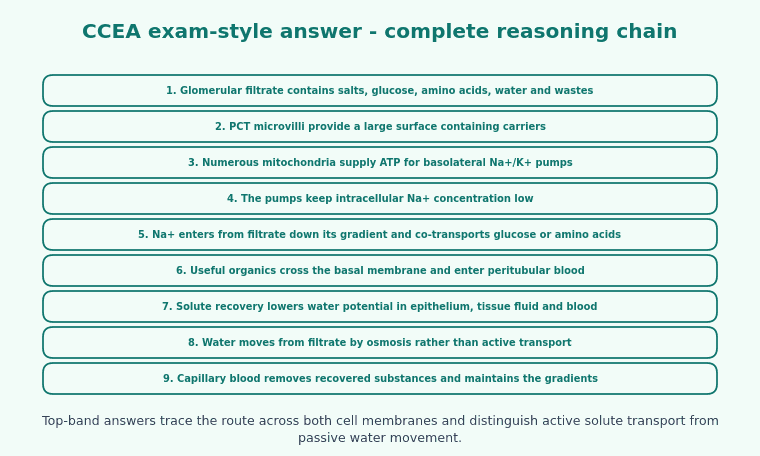 CCEA exam-style answer - complete reasoning chain
1. Glomerular filtrate contains salts, glucose, amino acids, water and wastes
2. PCT microvilli provide a large surface containing carriers
3. Numerous mitochondria supply ATP for basolateral Na+/K+ pumps
4. The pumps keep intracellular Na+ concentration low
5. Na+ enters from filtrate down its gradient and co-transports glucose or amino acids
6. Useful organics cross the basal membrane and enter peritubular blood
7. Solute recovery lowers water potential in epithelium, tissue fluid and blood
8. Water moves from filtrate by osmosis rather than active transport
9. Capillary blood removes recovered substances and maintains the gradients
Top-band answers trace the route across both cell membranes and distinguish active solute transport from
passive water movement.